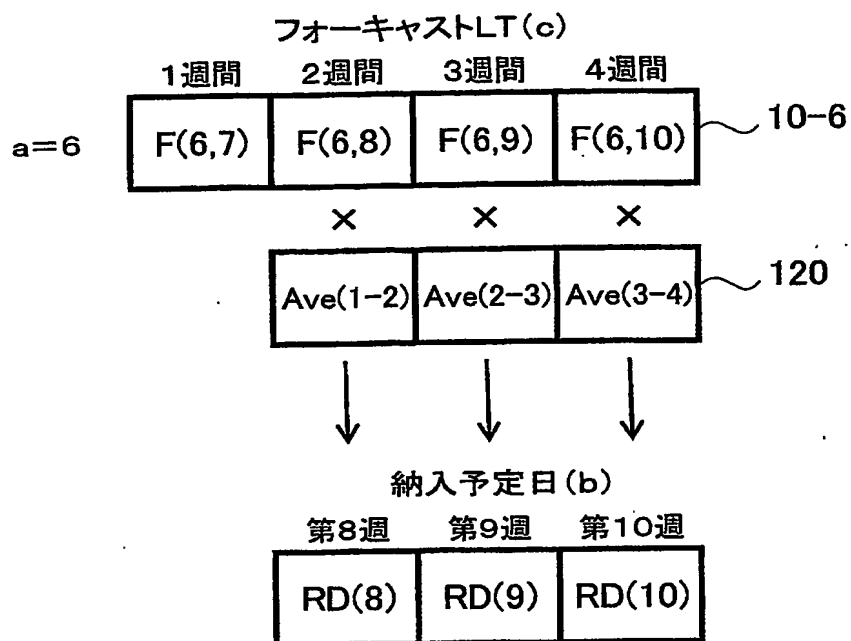 フォーキャストLT(c)
1週間 2週間 3週間 4週間
a=6 F(6,7) F(6,8) F(6,9) F(6,10) 10-6
× × ×
Ave(1-2) Ave(2-3) Ave(3-4) 120
納入予定日(b)
第8週 第9週 第10週
RD(8) RD(9) RD(10)